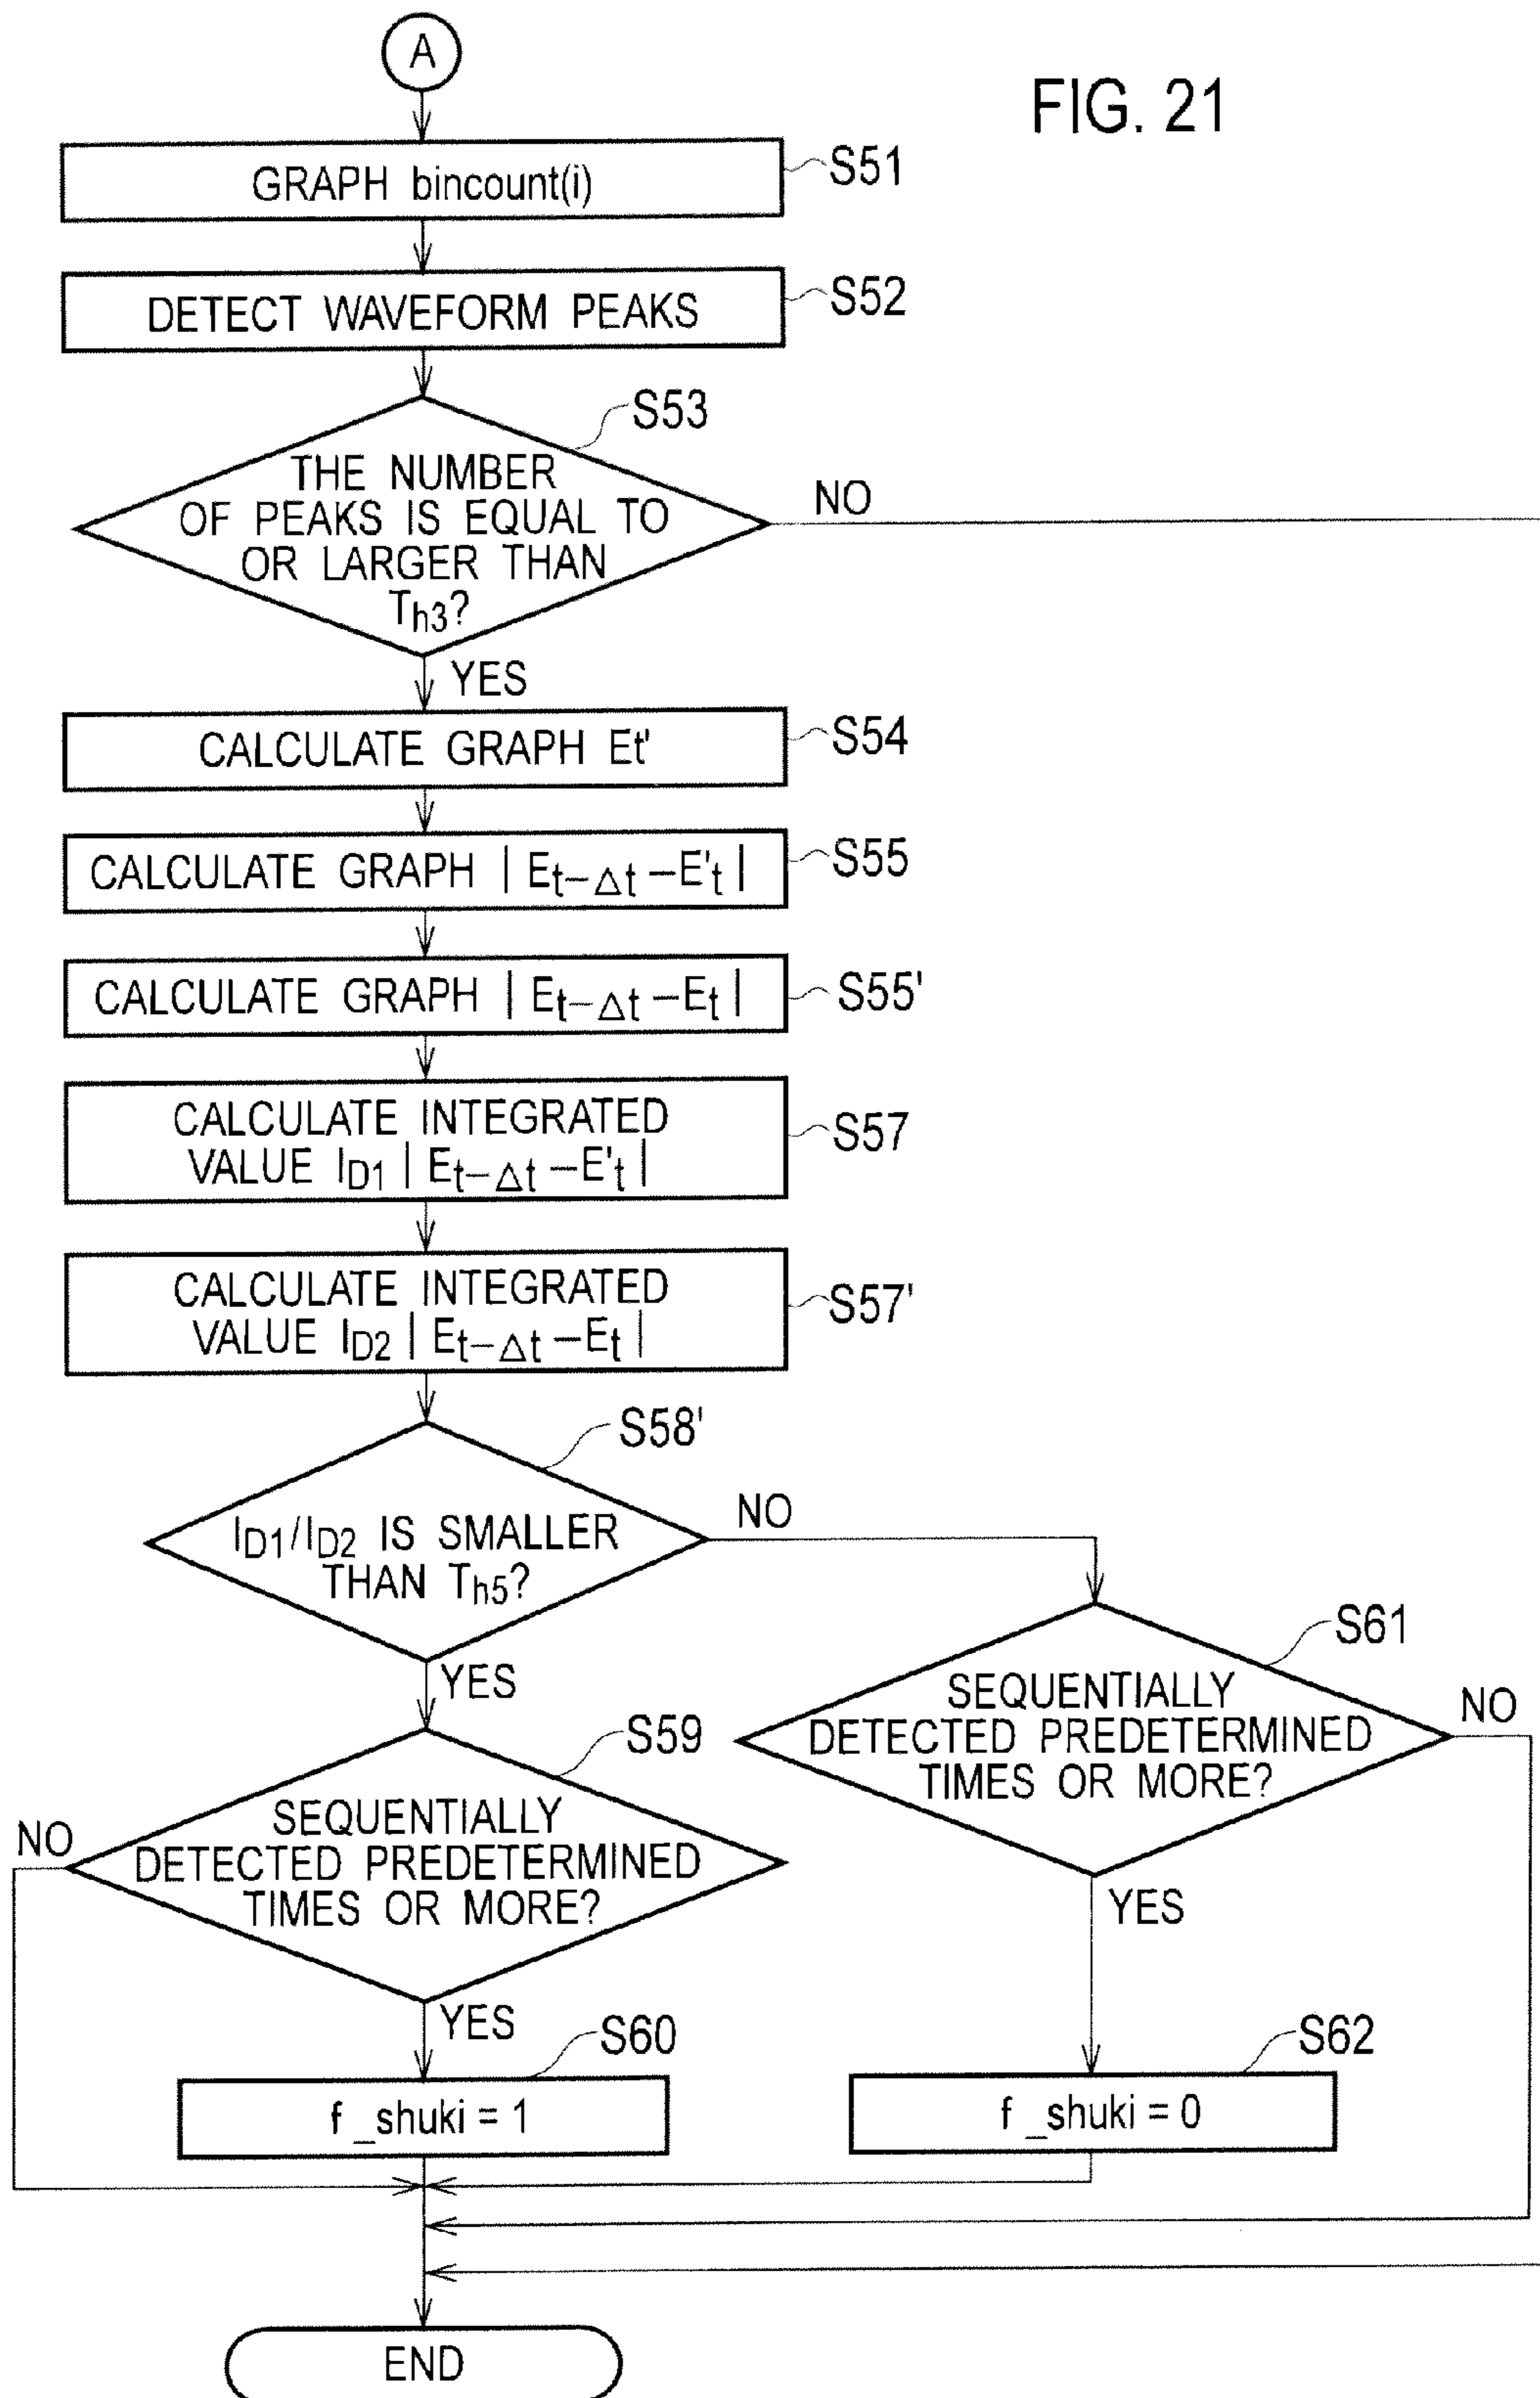 A
FIG. 21
GRAPH bincount(i)
S51
DETECT WAVEFORM PEAKS
S52
S53
THE NUMBER
OF PEAKS IS EQUAL TO
OR LARGER THAN
Th3?
NO
YES
CALCULATE GRAPH Et'
S54
CALCULATE GRAPH | Et−Δt −E't |
S55
CALCULATE GRAPH | Et−Δt −Et |
S55'
CALCULATE INTEGRATED
VALUE ID1 | Et−Δt −E't |
S57
CALCULATE INTEGRATED
VALUE ID2 | Et−Δt −Et |
S57'
S58'
ID1/ID2 IS SMALLER
THAN Th5?
NO
YES
S61
SEQUENTIALLY
DETECTED PREDETERMINED
TIMES OR MORE?
NO
YES
S59
SEQUENTIALLY
DETECTED PREDETERMINED
TIMES OR MORE?
NO
YES
S60
f _shuki = 1
S62
f _shuki = 0
END